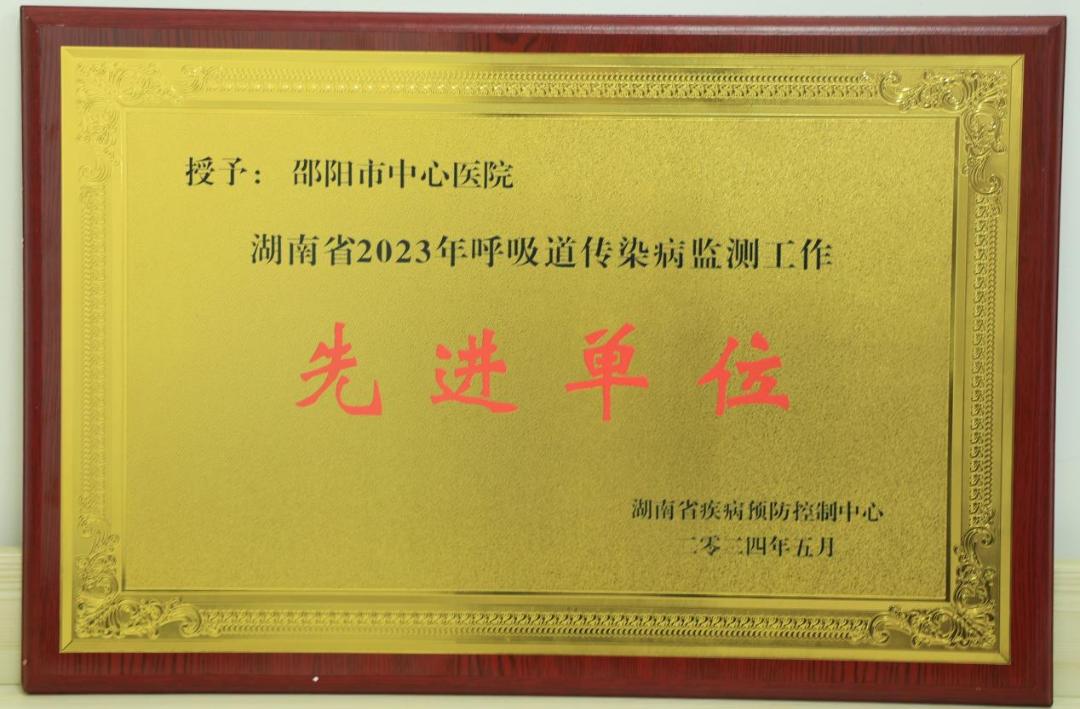 授予： 邵阳市中心医院
湖南省2023年呼吸道传染病监测工作
先进单位
湖南省疾病预防控制中心
二零二四年五月